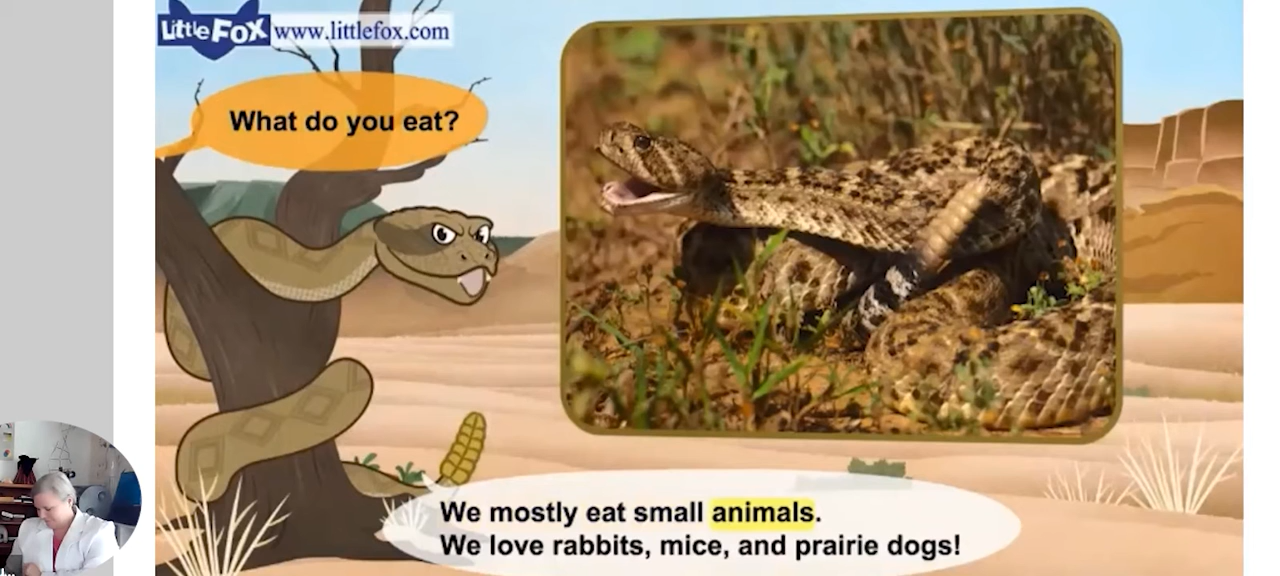 Little Fox www.littlefox.com
What do you eat?
We mostly eat small animals.
We love rabbits, mice, and prairie dogs!